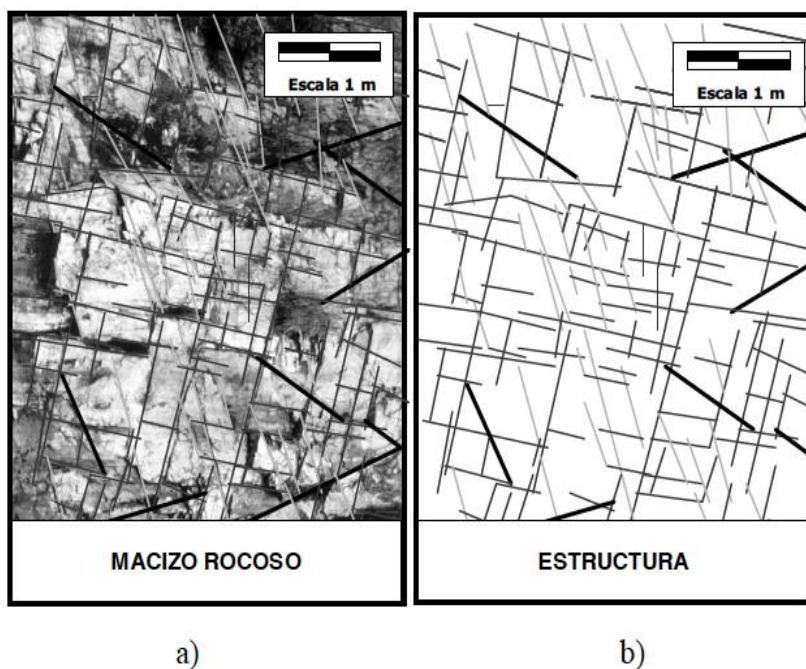 Escala 1 m
Escala 1 m
MACIZO ROCOSO
ESTRUCTURA
a)
b)